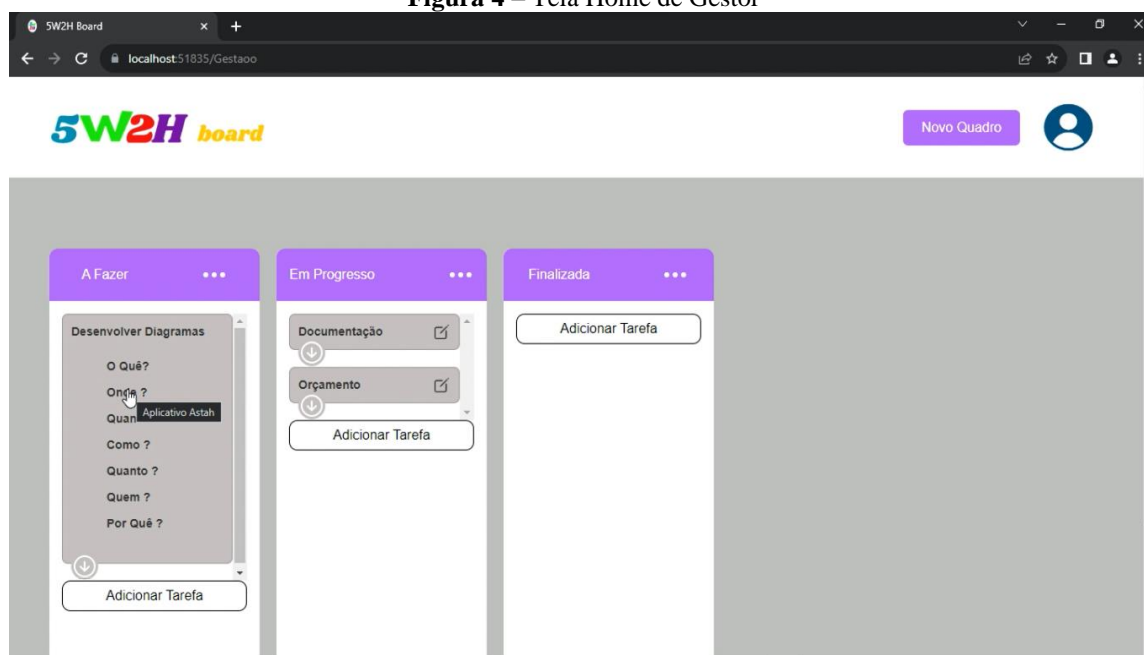 Figura 4 – Tela Home de Gestor
5W2H Board
localhost:51835/Gestaoo
5W2H board
Novo Quadro
A Fazer
Em Progresso
Finalizada
Desenvolver Diagramas
O Quê?
Onde ?
Aplicativo Astah
Quan
Como ?
Quanto ?
Quem ?
Por Quê ?
Adicionar Tarefa
Documentação
Orçamento
Adicionar Tarefa
Adicionar Tarefa